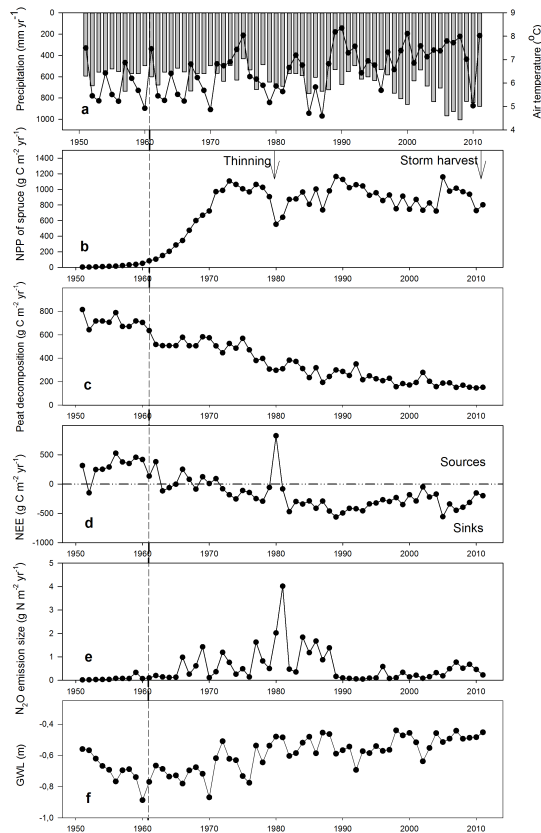 0 9
200 8
400 7
600 6
800 5
1000 4
Precipitation (mm yr⁻¹)
Air temperature (°C)
a
1950 1960 1970 1980 1990 2000 2010
1400
1200
1000
800
600
400
200
0
NPP of spruce (g C m⁻² yr⁻¹)
Thinning Storm harvest
b
1950 1960 1970 1980 1990 2000 2010
800
600
400
200
0
Peat decomposition (g C m⁻² yr⁻¹)
c
1950 1960 1970 1980 1990 2000 2010
500
0
-500
-1000
NEE (g C m⁻² yr⁻¹)
Sources
d
Sinks
1950 1960 1970 1980 1990 2000 2010
5
4
3
2
1
0
N₂O emission size (g N m⁻² yr⁻¹)
e
1950 1960 1970 1980 1990 2000 2010
-0,4
-0,6
-0,8
-1,0
GWL (m)
f
1950 1960 1970 1980 1990 2000 2010